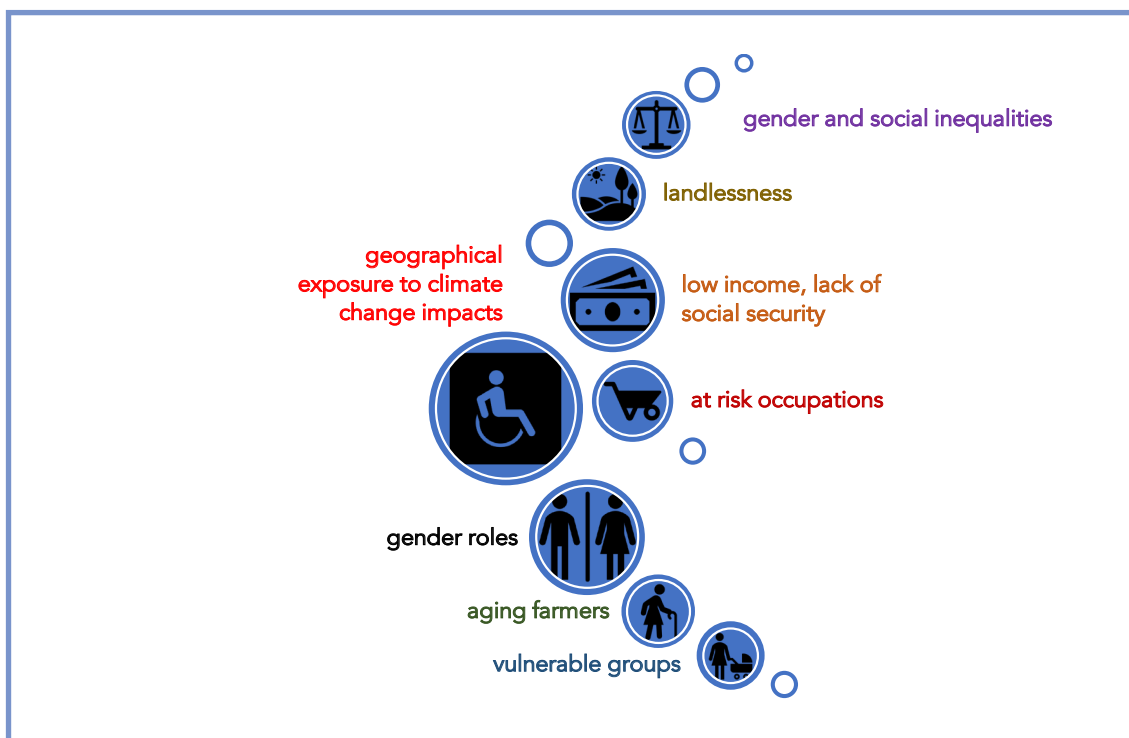 gender and social inequalities
landlessness
geographical
exposure to climate
change impacts
low income, lack of
social security
at risk occupations
gender roles
aging farmers
vulnerable groups